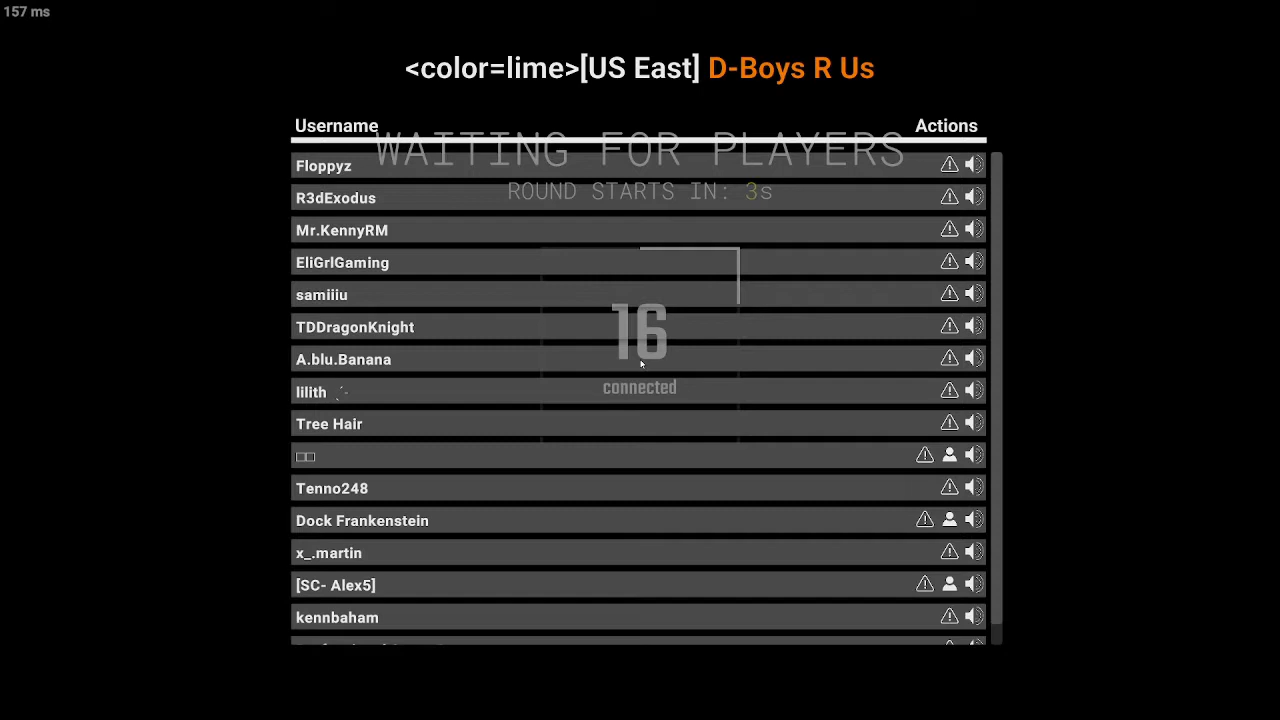 157 ms
<color=lime>[US East] D-Boys R Us
Username Actions
WAITING FOR PLAYERS
Floppyz
ROUND STARTS IN: 3s
R3dExodus
Mr.KennyRM
EliGrlGaming
samiiiu
16
TDDragonKnight
A.blu.Banana
connected
lilith
Tree Hair
□□
Tenno248
Dock Frankenstein
x_.martin
[SC- Alex5]
kennbaham